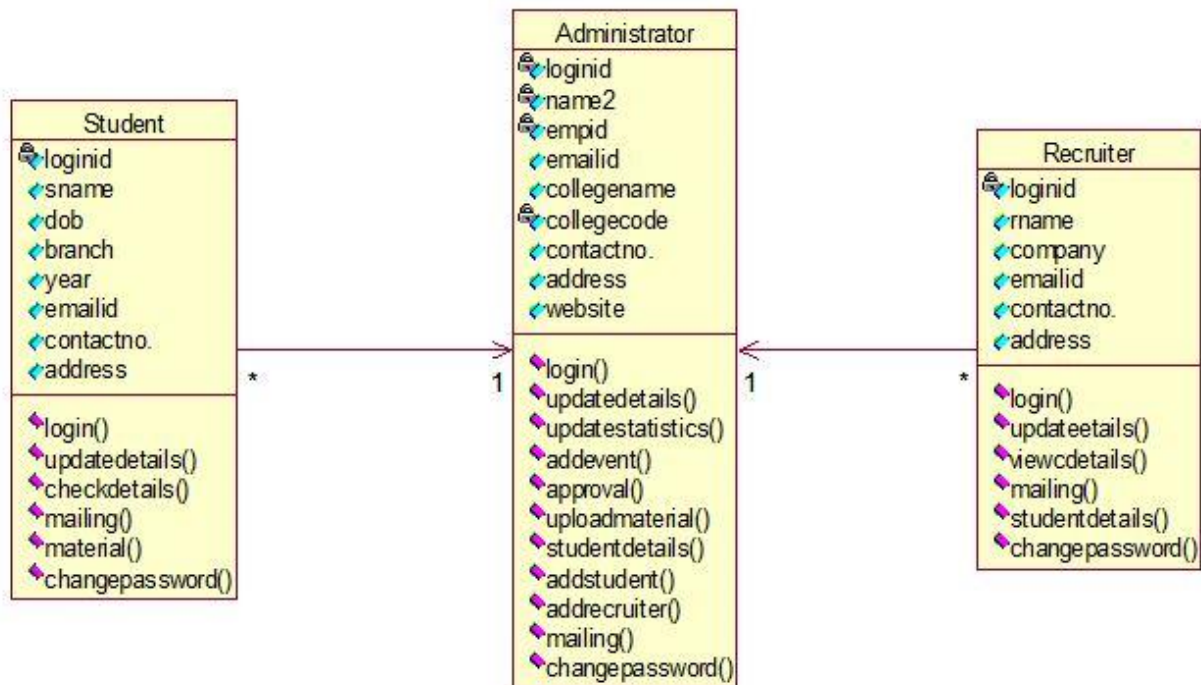 Student
loginid
sname
dob
branch
year
emailid
contactno.
address
login()
updatedetails()
checkdetails()
mailing()
material()
changepassword()
*
1
Administrator
loginid
name2
empid
emailid
collegename
collegecode
contactno.
address
website
login()
updatedetails()
updatestatistics()
addevent()
approval()
uploadmaterial()
studentdetails()
addstudent()
addrecruiter()
mailing()
changepassword()
1
*
Recruiter
loginid
rname
company
emailid
contactno.
address
login()
updateetails()
viewcdetails()
mailing()
studentdetails()
changepassword()